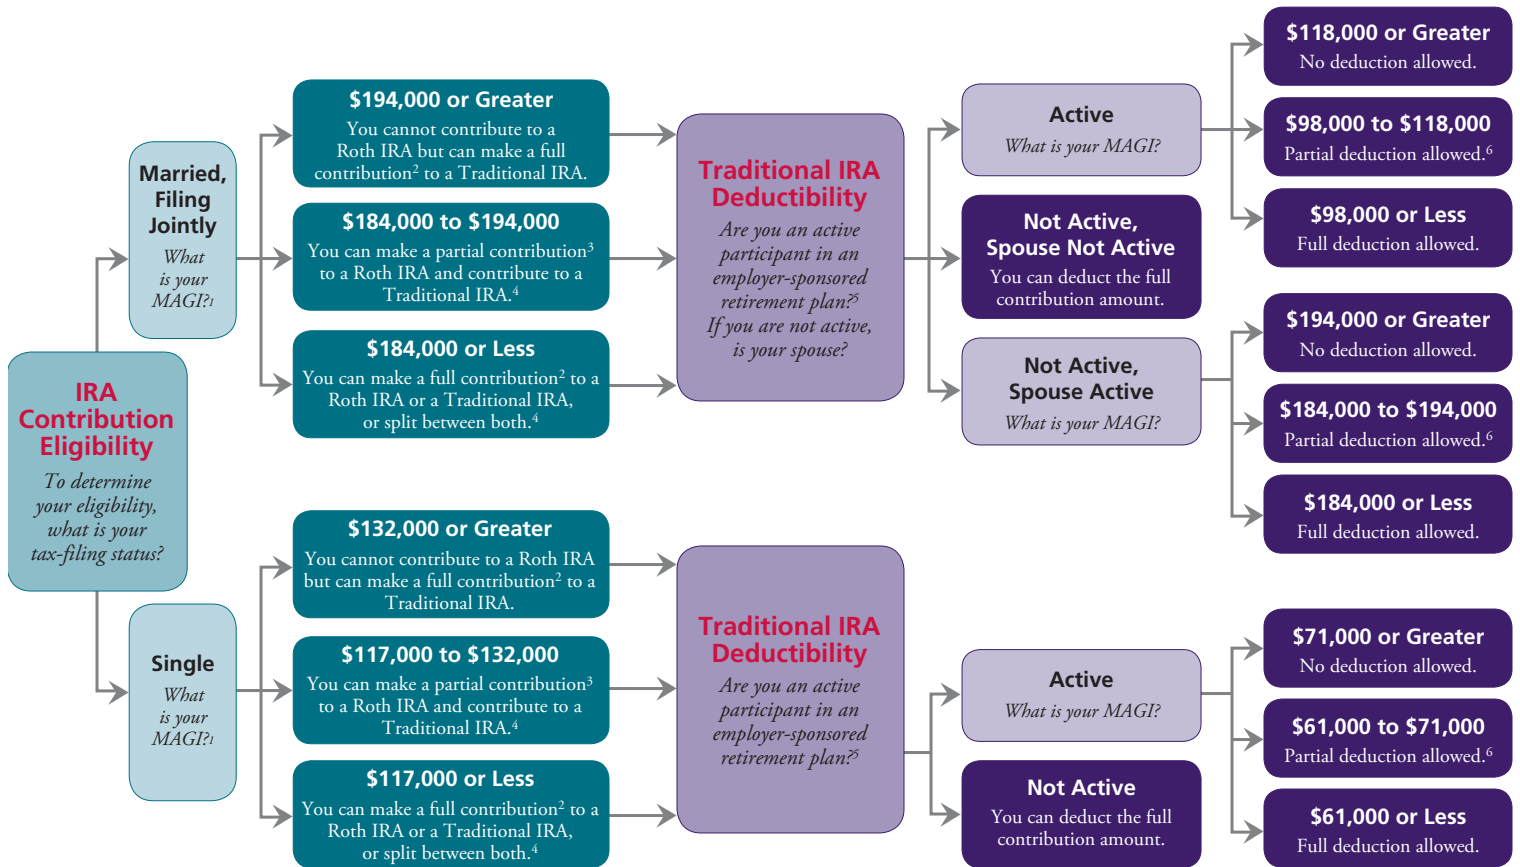 IRA
Contribution
Eligibility
To determine
your eligibility,
what is your
tax-filing status?
Married,
Filing
Jointly
What
is your
MAGI?1
$194,000 or Greater
You cannot contribute to a
Roth IRA but can make a full
contribution2 to a Traditional IRA.
$184,000 to $194,000
You can make a partial contribution3
to a Roth IRA and contribute to a
Traditional IRA.4
$184,000 or Less
You can make a full contribution2 to a
Roth IRA or a Traditional IRA,
or split between both.4
Traditional IRA
Deductibility
Are you an active
participant in an
employer-sponsored
retirement plan?5
If you are not active,
is your spouse?
Active
What is your MAGI?
$118,000 or Greater
No deduction allowed.
$98,000 to $118,000
Partial deduction allowed.6
$98,000 or Less
Full deduction allowed.
Not Active,
Spouse Not Active
You can deduct the full
contribution amount.
Not Active,
Spouse Active
What is your MAGI?
$194,000 or Greater
No deduction allowed.
$184,000 to $194,000
Partial deduction allowed.6
$184,000 or Less
Full deduction allowed.
Single
What
is your
MAGI?1
$132,000 or Greater
You cannot contribute to a Roth IRA
but can make a full contribution2 to a
Traditional IRA.
$117,000 to $132,000
You can make a partial contribution3
to a Roth IRA and contribute to a
Traditional IRA.4
$117,000 or Less
You can make a full contribution2 to a
Roth IRA or a Traditional IRA,
or split between both.4
Traditional IRA
Deductibility
Are you an active
participant in an
employer-sponsored
retirement plan?5
Active
What is your MAGI?
$71,000 or Greater
No deduction allowed.
$61,000 to $71,000
Partial deduction allowed.6
$61,000 or Less
Full deduction allowed.
Not Active
You can deduct the full
contribution amount.